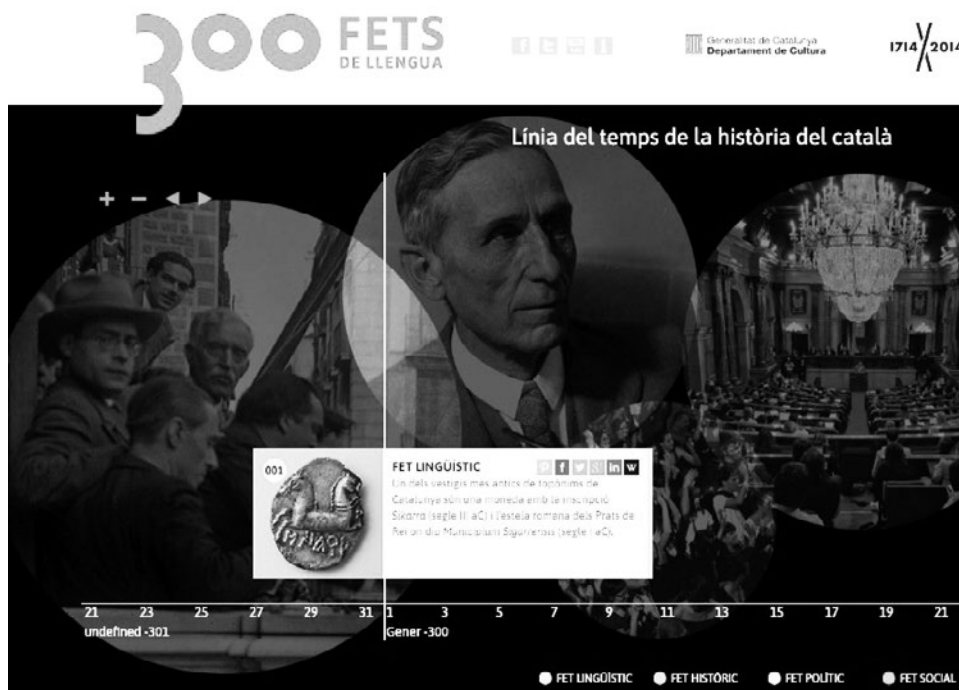 300 FETS
DE LLENGUA
Generalitat de Catalunya
Departament de Cultura
1714 2014
Línia del temps de la història del català
001
FET LINGÜÍSTIC
Un dels vestigis més antics de topònims de
Catalunya són una moneda amb la inscripció
Sikarra (segle III aC) i l'estela romana dels Prats de
Rei on diu Municipium Sigarrensis (segle I aC).
21 23 25 27 29 31 1 3 5 7 9 11 13 15 17 19 21
undefined -301 Gener -300
FET LINGÜÍSTIC FET HISTÒRIC FET POLÍTIC FET SOCIAL